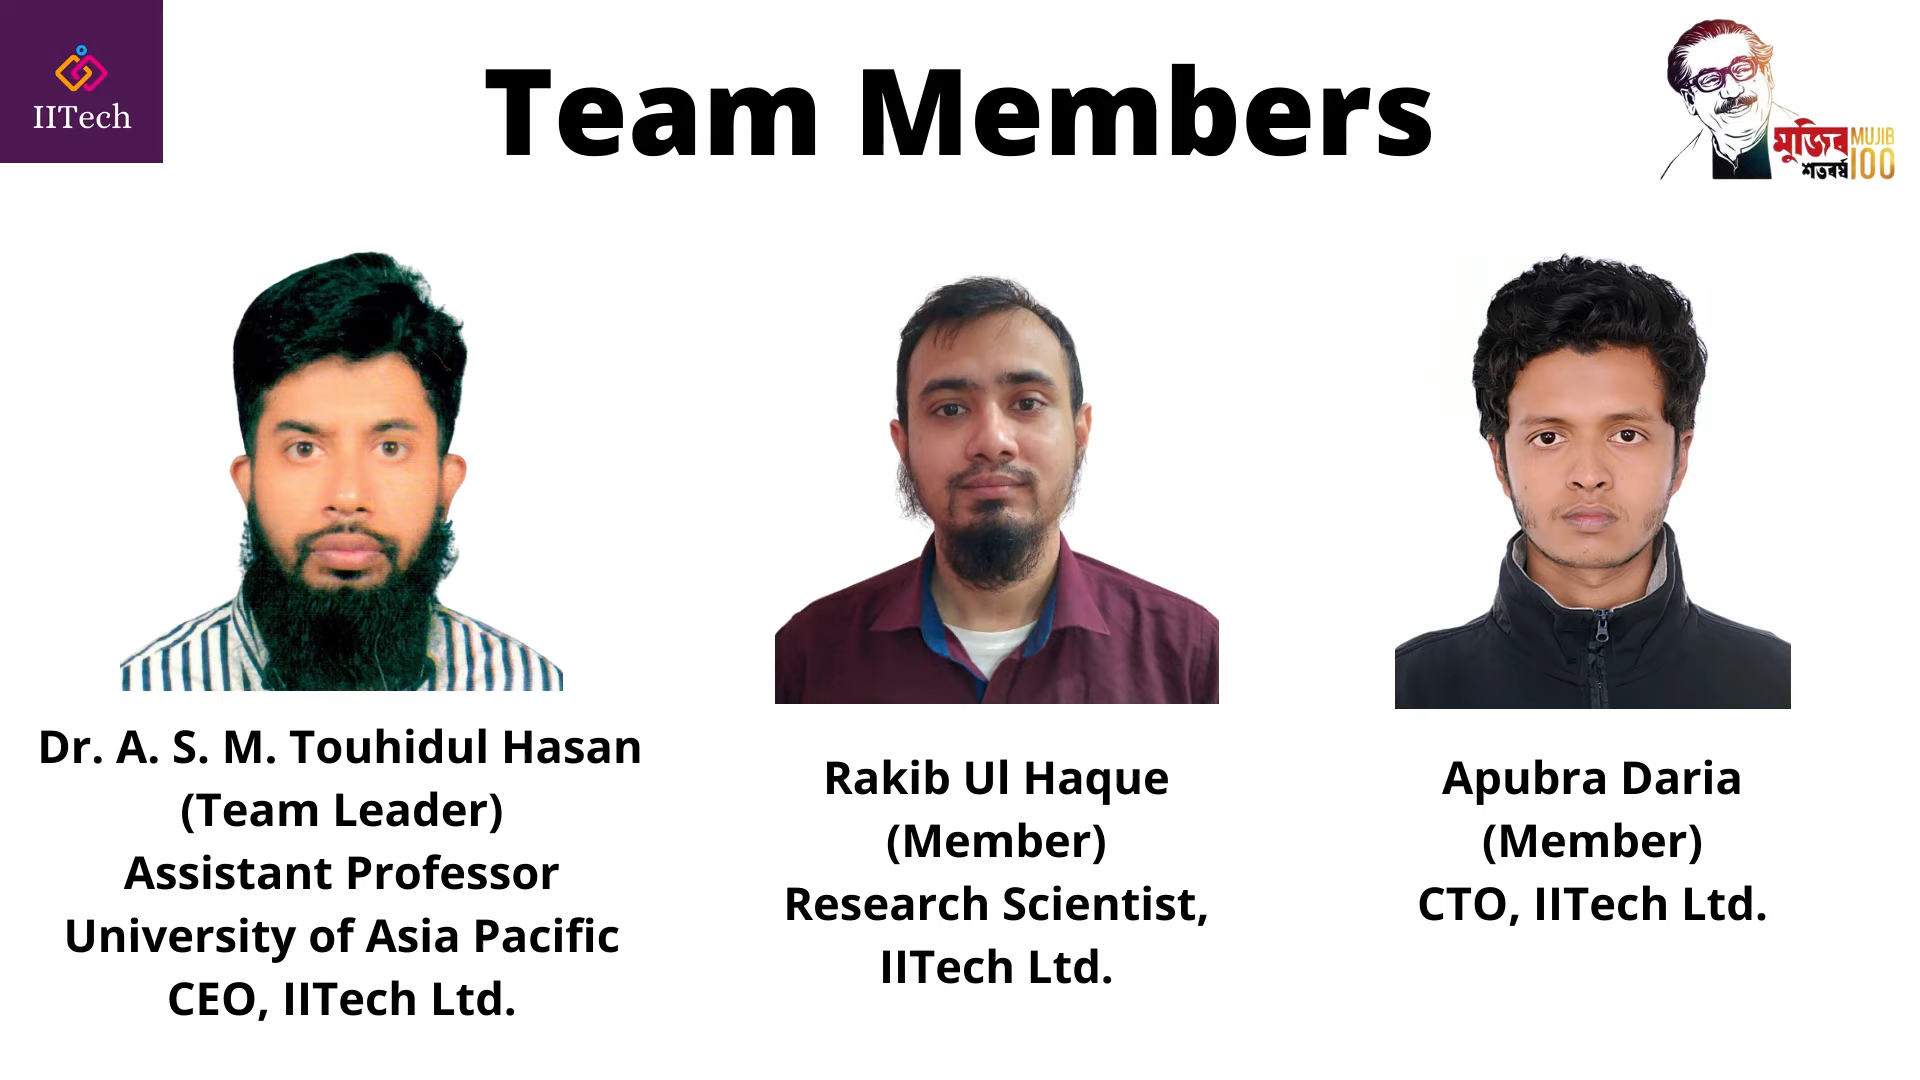 IITech
Team Members
মুজিব
শতবর্ষ
MUJIB
100
Dr. A. S. M. Touhidul Hasan
(Team Leader)
Assistant Professor
University of Asia Pacific
CEO, IITech Ltd.
Rakib Ul Haque
(Member)
Research Scientist,
IITech Ltd.
Apubra Daria
(Member)
CTO, IITech Ltd.